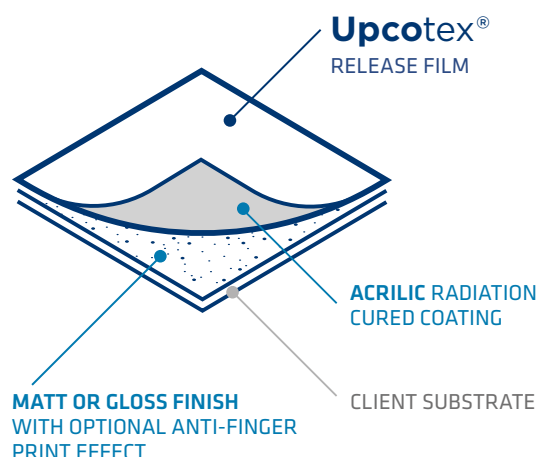 Upcotex®
RELEASE FILM
ACRILIC RADIATION
CURED COATING
CLIENT SUBSTRATE
MATT OR GLOSS FINISH
WITH OPTIONAL ANTI-FINGER
PRINT EFFECT